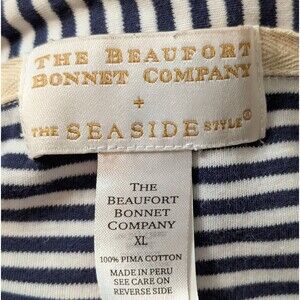 THE BEAUFORT
BONNET COMPANY
+
THE SEASIDE STYLE®
THE
BEAUFORT
BONNET
COMPANY
XL
100% PIMA COTTON
MADE IN PERU
SEE CARE ON
REVERSE SIDE